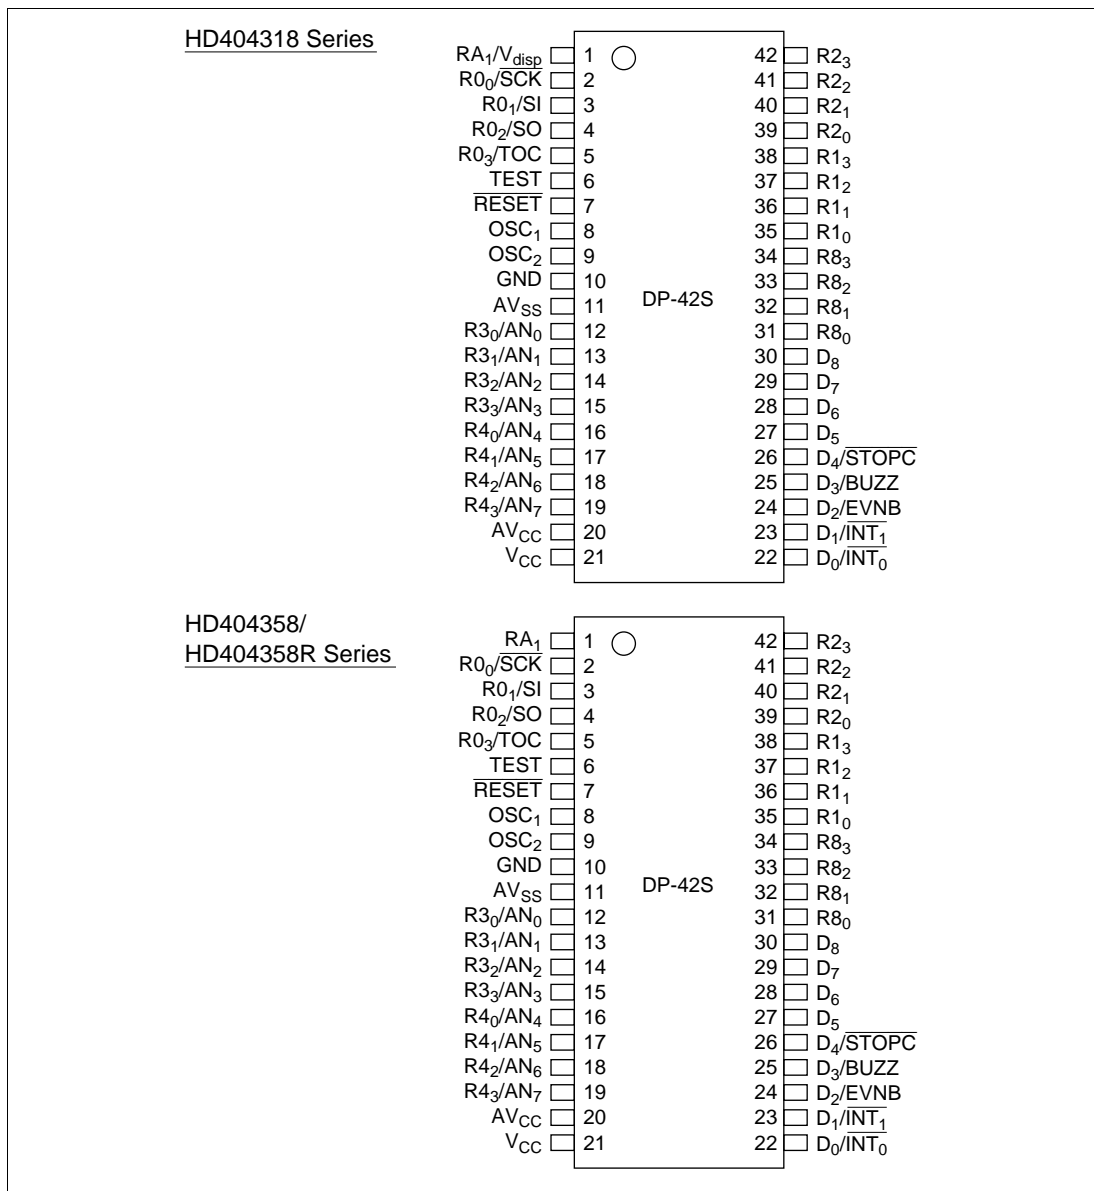 HD404318 Series
RA₁/Vdisp 1 42 R2₃
R0₀/S̅C̅K̅ 2 41 R2₂
R0₁/SI 3 40 R2₁
R0₂/SO 4 39 R2₀
R0₃/TOC 5 38 R1₃
TEST 6 37 R1₂
R̅E̅S̅E̅T̅ 7 36 R1₁
OSC₁ 8 35 R1₀
OSC₂ 9 34 R8₃
GND 10 33 R8₂
DP-42S
AVSS 11 32 R8₁
R3₀/AN₀ 12 31 R8₀
R3₁/AN₁ 13 30 D₈
R3₂/AN₂ 14 29 D₇
R3₃/AN₃ 15 28 D₆
R4₀/AN₄ 16 27 D₅
R4₁/AN₅ 17 26 D₄/S̅T̅O̅P̅C̅
R4₂/AN₆ 18 25 D₃/BUZZ
R4₃/AN₇ 19 24 D₂/EVNB
AVCC 20 23 D₁/I̅N̅T̅₁
VCC 21 22 D₀/I̅N̅T̅₀
HD404358/
HD404358R Series
RA₁ 1 42 R2₃
R0₀/S̅C̅K̅ 2 41 R2₂
R0₁/SI 3 40 R2₁
R0₂/SO 4 39 R2₀
R0₃/TOC 5 38 R1₃
TEST 6 37 R1₂
R̅E̅S̅E̅T̅ 7 36 R1₁
OSC₁ 8 35 R1₀
OSC₂ 9 34 R8₃
GND 10 33 R8₂
DP-42S
AVSS 11 32 R8₁
R3₀/AN₀ 12 31 R8₀
R3₁/AN₁ 13 30 D₈
R3₂/AN₂ 14 29 D₇
R3₃/AN₃ 15 28 D₆
R4₀/AN₄ 16 27 D₅
R4₁/AN₅ 17 26 D₄/S̅T̅O̅P̅C̅
R4₂/AN₆ 18 25 D₃/BUZZ
R4₃/AN₇ 19 24 D₂/EVNB
AVCC 20 23 D₁/I̅N̅T̅₁
VCC 21 22 D₀/I̅N̅T̅₀